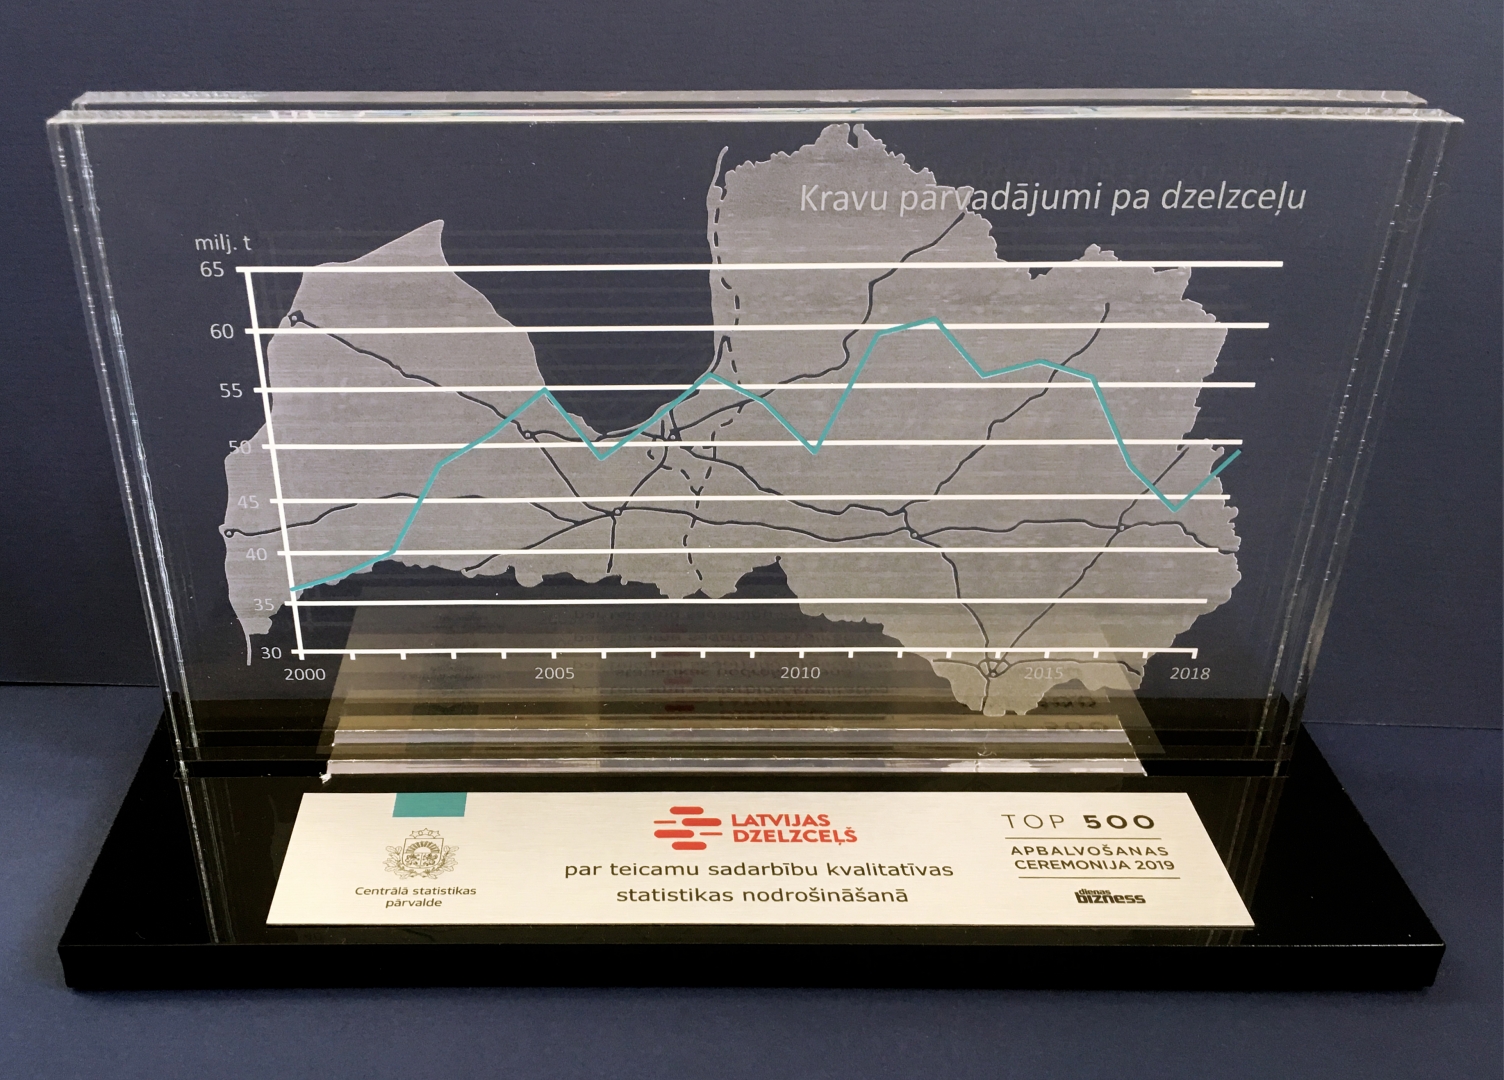 Kravu pārvadājumi pa dzelzceļu
milj. t
65
60
55
50
45
40
35
30
2000 2005 2010 2015 2018
Centrālā statistikas
pārvalde
LATVIJAS
DZELZCEĻŠ
par teicamu sadarbību kvalitatīvas
statistikas nodrošināšanā
TOP 500
APBALVOŠANAS
CEREMONIJA 2019
dienas
bizness